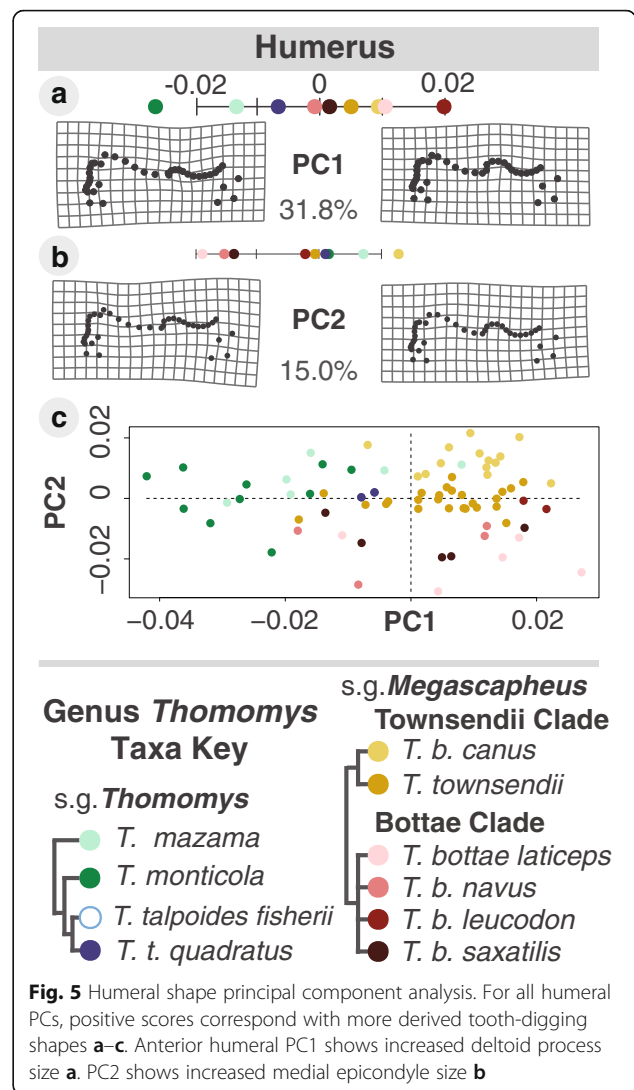 Humerus
a
-0.02 0 0.02
PC1
31.8%
b
PC2
15.0%
c
0.02
0
−0.02
PC2
−0.04 −0.02 PC1 0.02
Genus Thomomys
Taxa Key
s.g.Thomomys
T. mazama
T. monticola
T. talpoides fisherii
T. t. quadratus
s.g.Megascapheus
Townsendii Clade
T. b. canus
T. townsendii
Bottae Clade
T. bottae laticeps
T. b. navus
T. b. leucodon
T. b. saxatilis
Fig. 5 Humeral shape principal component analysis. For all humeral
PCs, positive scores correspond with more derived tooth-digging
shapes a–c. Anterior humeral PC1 shows increased deltoid process
size a. PC2 shows increased medial epicondyle size b